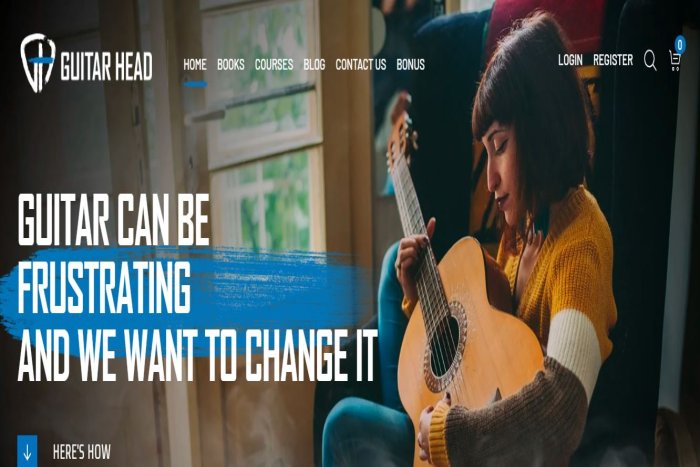 GUITAR HEAD
HOME BOOKS COURSES BLOG CONTACT US BONUS
LOGIN REGISTER
0
GUITAR CAN BE
FRUSTRATING
AND WE WANT TO CHANGE IT
HERE'S HOW